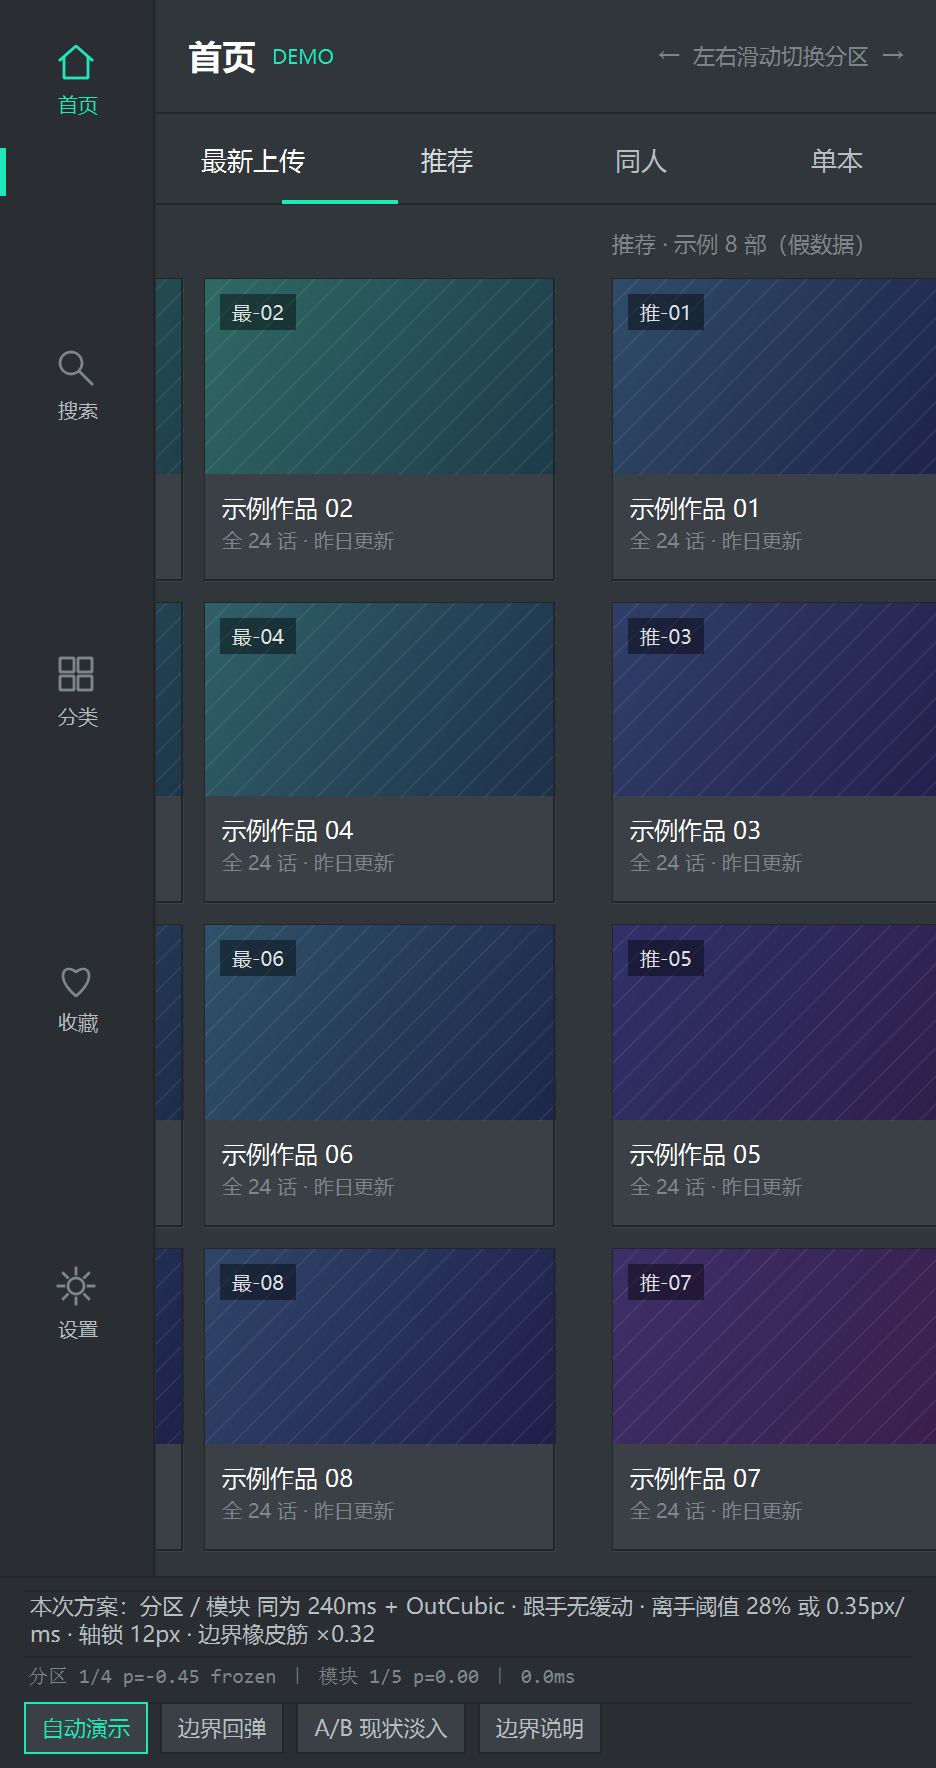 首页
首页 DEMO
← 左右滑动切换分区 →
最新上传 推荐 同人 单本
推荐 · 示例 8 部（假数据）
最-02
推-01
示例作品 02
全 24 话 · 昨日更新
示例作品 01
全 24 话 · 昨日更新
搜索
最-04
推-03
示例作品 04
全 24 话 · 昨日更新
示例作品 03
全 24 话 · 昨日更新
分类
最-06
推-05
示例作品 06
全 24 话 · 昨日更新
示例作品 05
全 24 话 · 昨日更新
收藏
最-08
推-07
示例作品 08
全 24 话 · 昨日更新
示例作品 07
全 24 话 · 昨日更新
设置
本次方案：分区 / 模块 同为 240ms + OutCubic · 跟手无缓动 · 离手阈值 28% 或 0.35px/
ms · 轴锁 12px · 边界橡皮筋 ×0.32
分区 1/4 p=-0.45 frozen | 模块 1/5 p=0.00 | 0.0ms
自动演示 边界回弹 A/B 现状淡入 边界说明